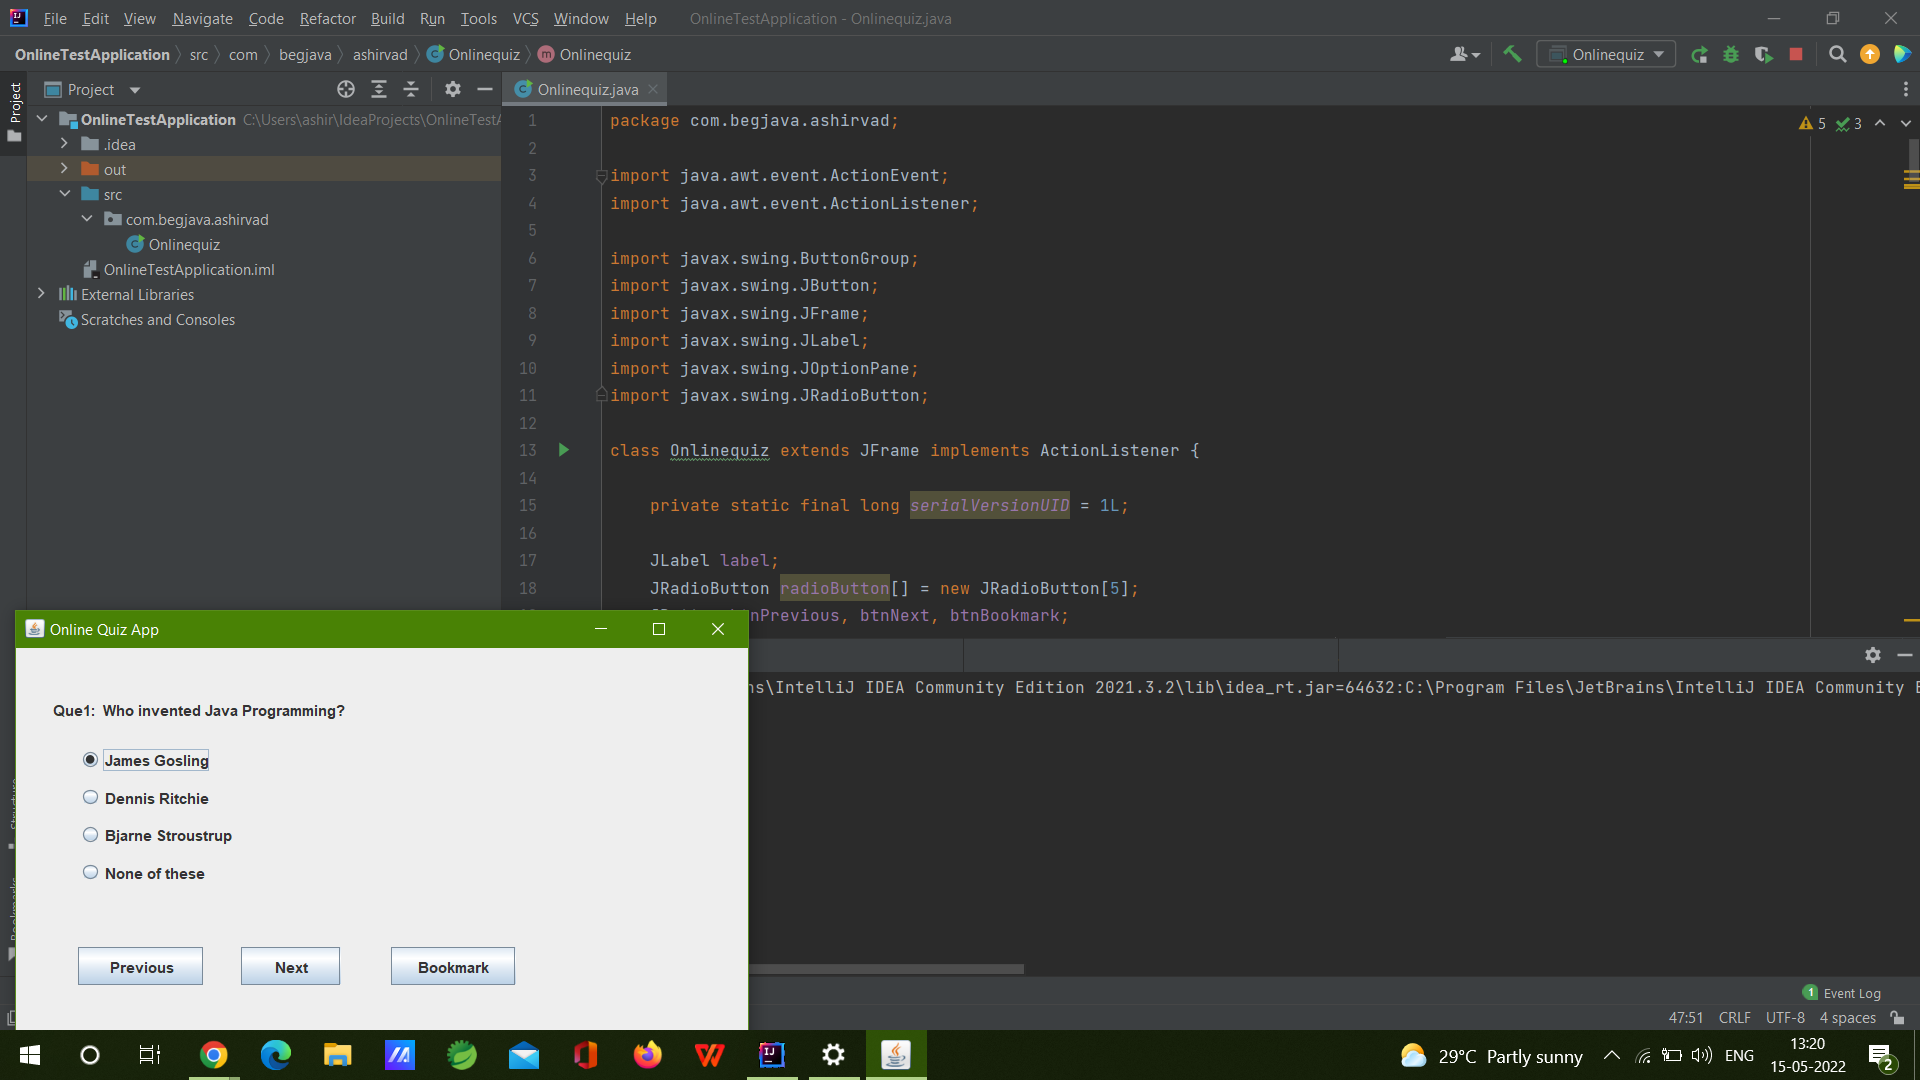 File Edit View Navigate Code Refactor Build Run Tools VCS Window Help OnlineTestApplication - Onlinequiz.java
OnlineTestApplication src com begjava ashirvad Onlinequiz Onlinequiz Onlinequiz
Project
Project Onlinequiz.java
OnlineTestApplication C:\Users\ashir\IdeaProjects\OnlineTestA
.idea
out
src
com.begjava.ashirvad
Onlinequiz
OnlineTestApplication.iml
External Libraries
Scratches and Consoles
5 3
1 package com.begjava.ashirvad;
2
3 import java.awt.event.ActionEvent;
4 import java.awt.event.ActionListener;
5
6 import javax.swing.ButtonGroup;
7 import javax.swing.JButton;
8 import javax.swing.JFrame;
9 import javax.swing.JLabel;
10 import javax.swing.JOptionPane;
11 import javax.swing.JRadioButton;
12
13 class Onlinequiz extends JFrame implements ActionListener {
14
15 private static final long serialVersionUID = 1L;
16
17 JLabel label;
18 JRadioButton radioButton[] = new JRadioButton[5];
nPrevious, btnNext, btnBookmark;
ns\IntelliJ IDEA Community Edition 2021.3.2\lib\idea_rt.jar=64632:C:\Program Files\JetBrains\IntelliJ IDEA Community E
Online Quiz App
Que1: Who invented Java Programming?
James Gosling
Dennis Ritchie
Bjarne Stroustrup
None of these
Previous Next Bookmark
1 Event Log
47:51 CRLF UTF-8 4 spaces
29°C Partly sunny ENG 13:20
15-05-2022 2